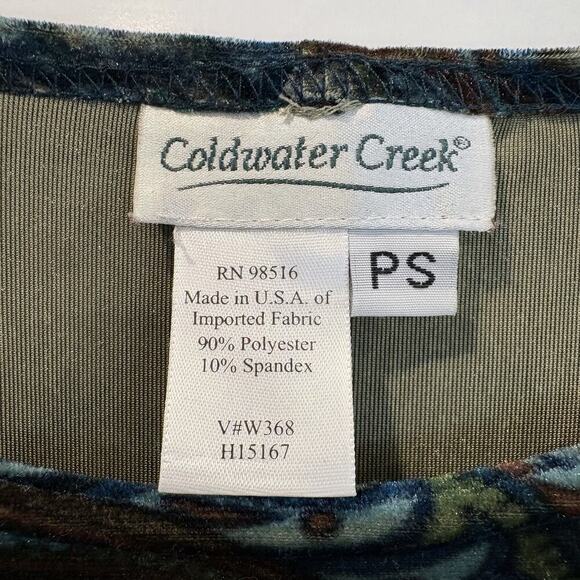 Coldwater Creek®
PS
RN 98516
Made in U.S.A. of
Imported Fabric
90% Polyester
10% Spandex
V#W368
H15167